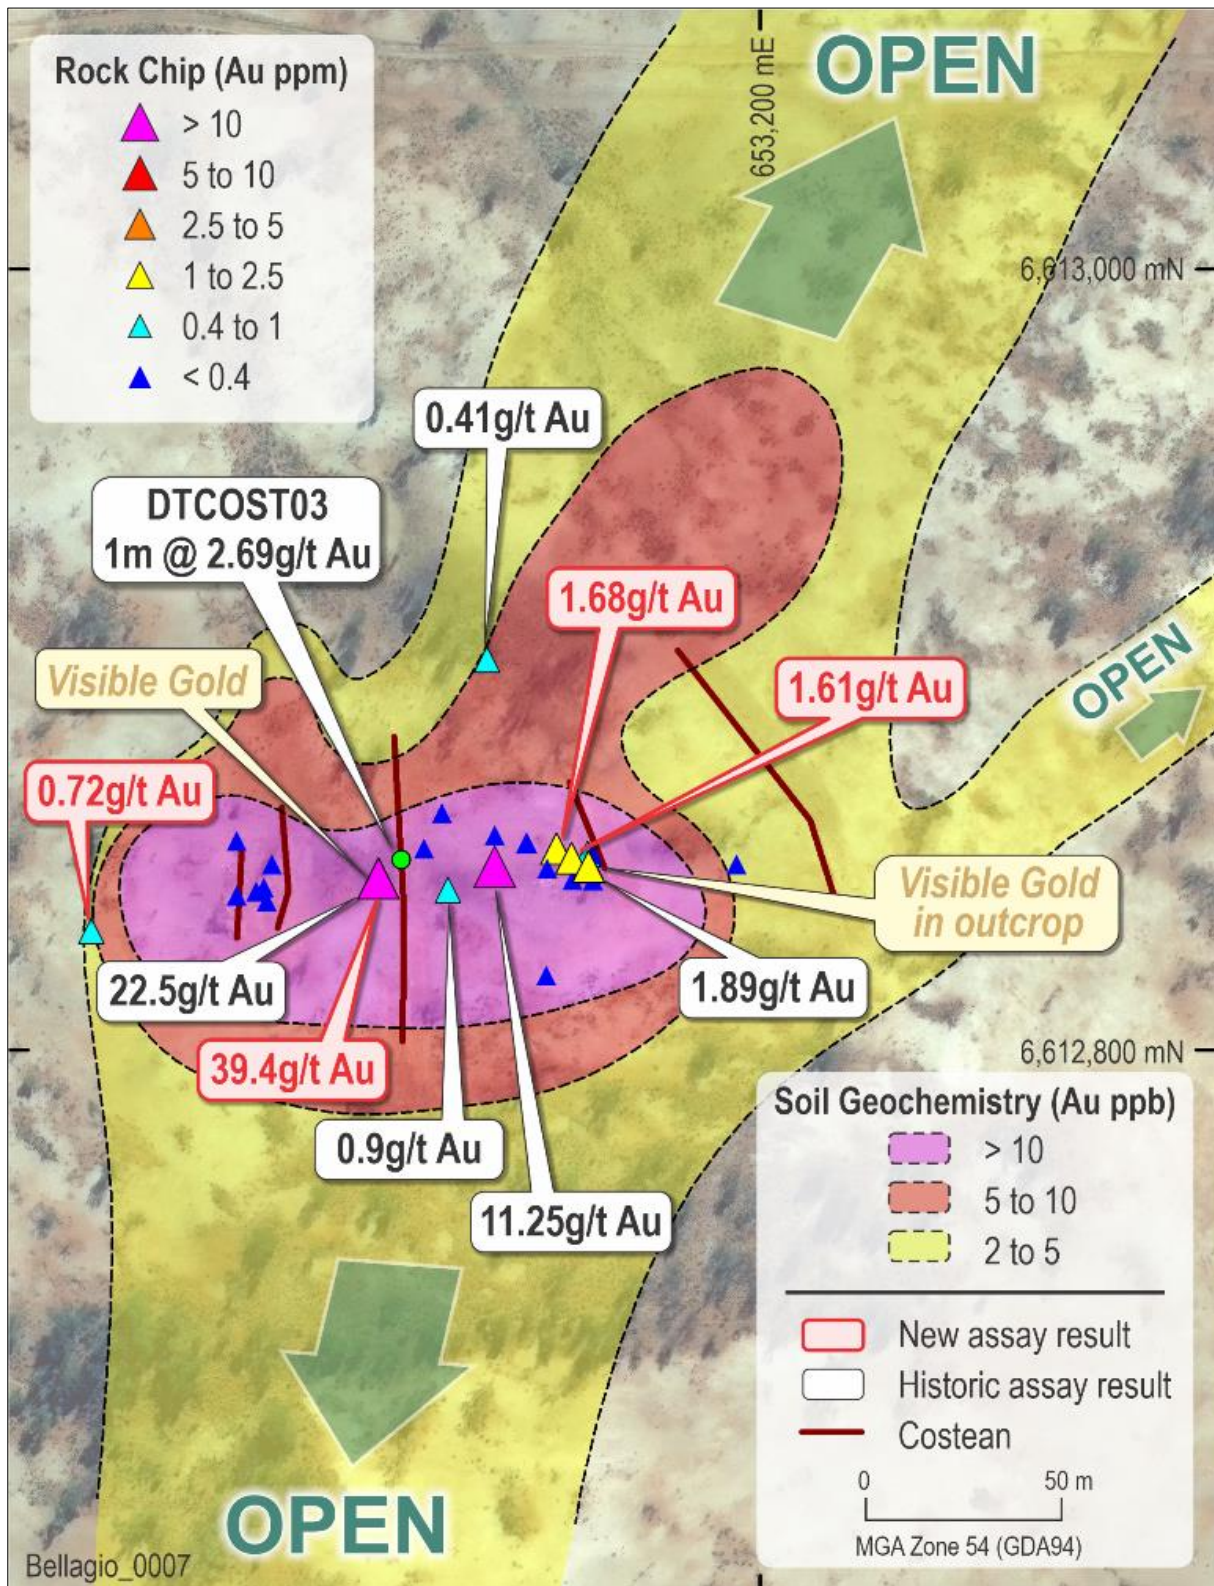 Rock Chip (Au ppm)
> 10
5 to 10
2.5 to 5
1 to 2.5
0.4 to 1
< 0.4
OPEN
653,200 mE
6,613,000 mN
0.41g/t Au
DTCOST03
1m @ 2.69g/t Au
1.68g/t Au
Visible Gold
1.61g/t Au
OPEN
0.72g/t Au
Visible Gold
in outcrop
22.5g/t Au
1.89g/t Au
39.4g/t Au
6,612,800 mN
0.9g/t Au
11.25g/t Au
Soil Geochemistry (Au ppb)
> 10
5 to 10
2 to 5
New assay result
Historic assay result
Costean
0 50 m
MGA Zone 54 (GDA94)
OPEN
Bellagio_0007